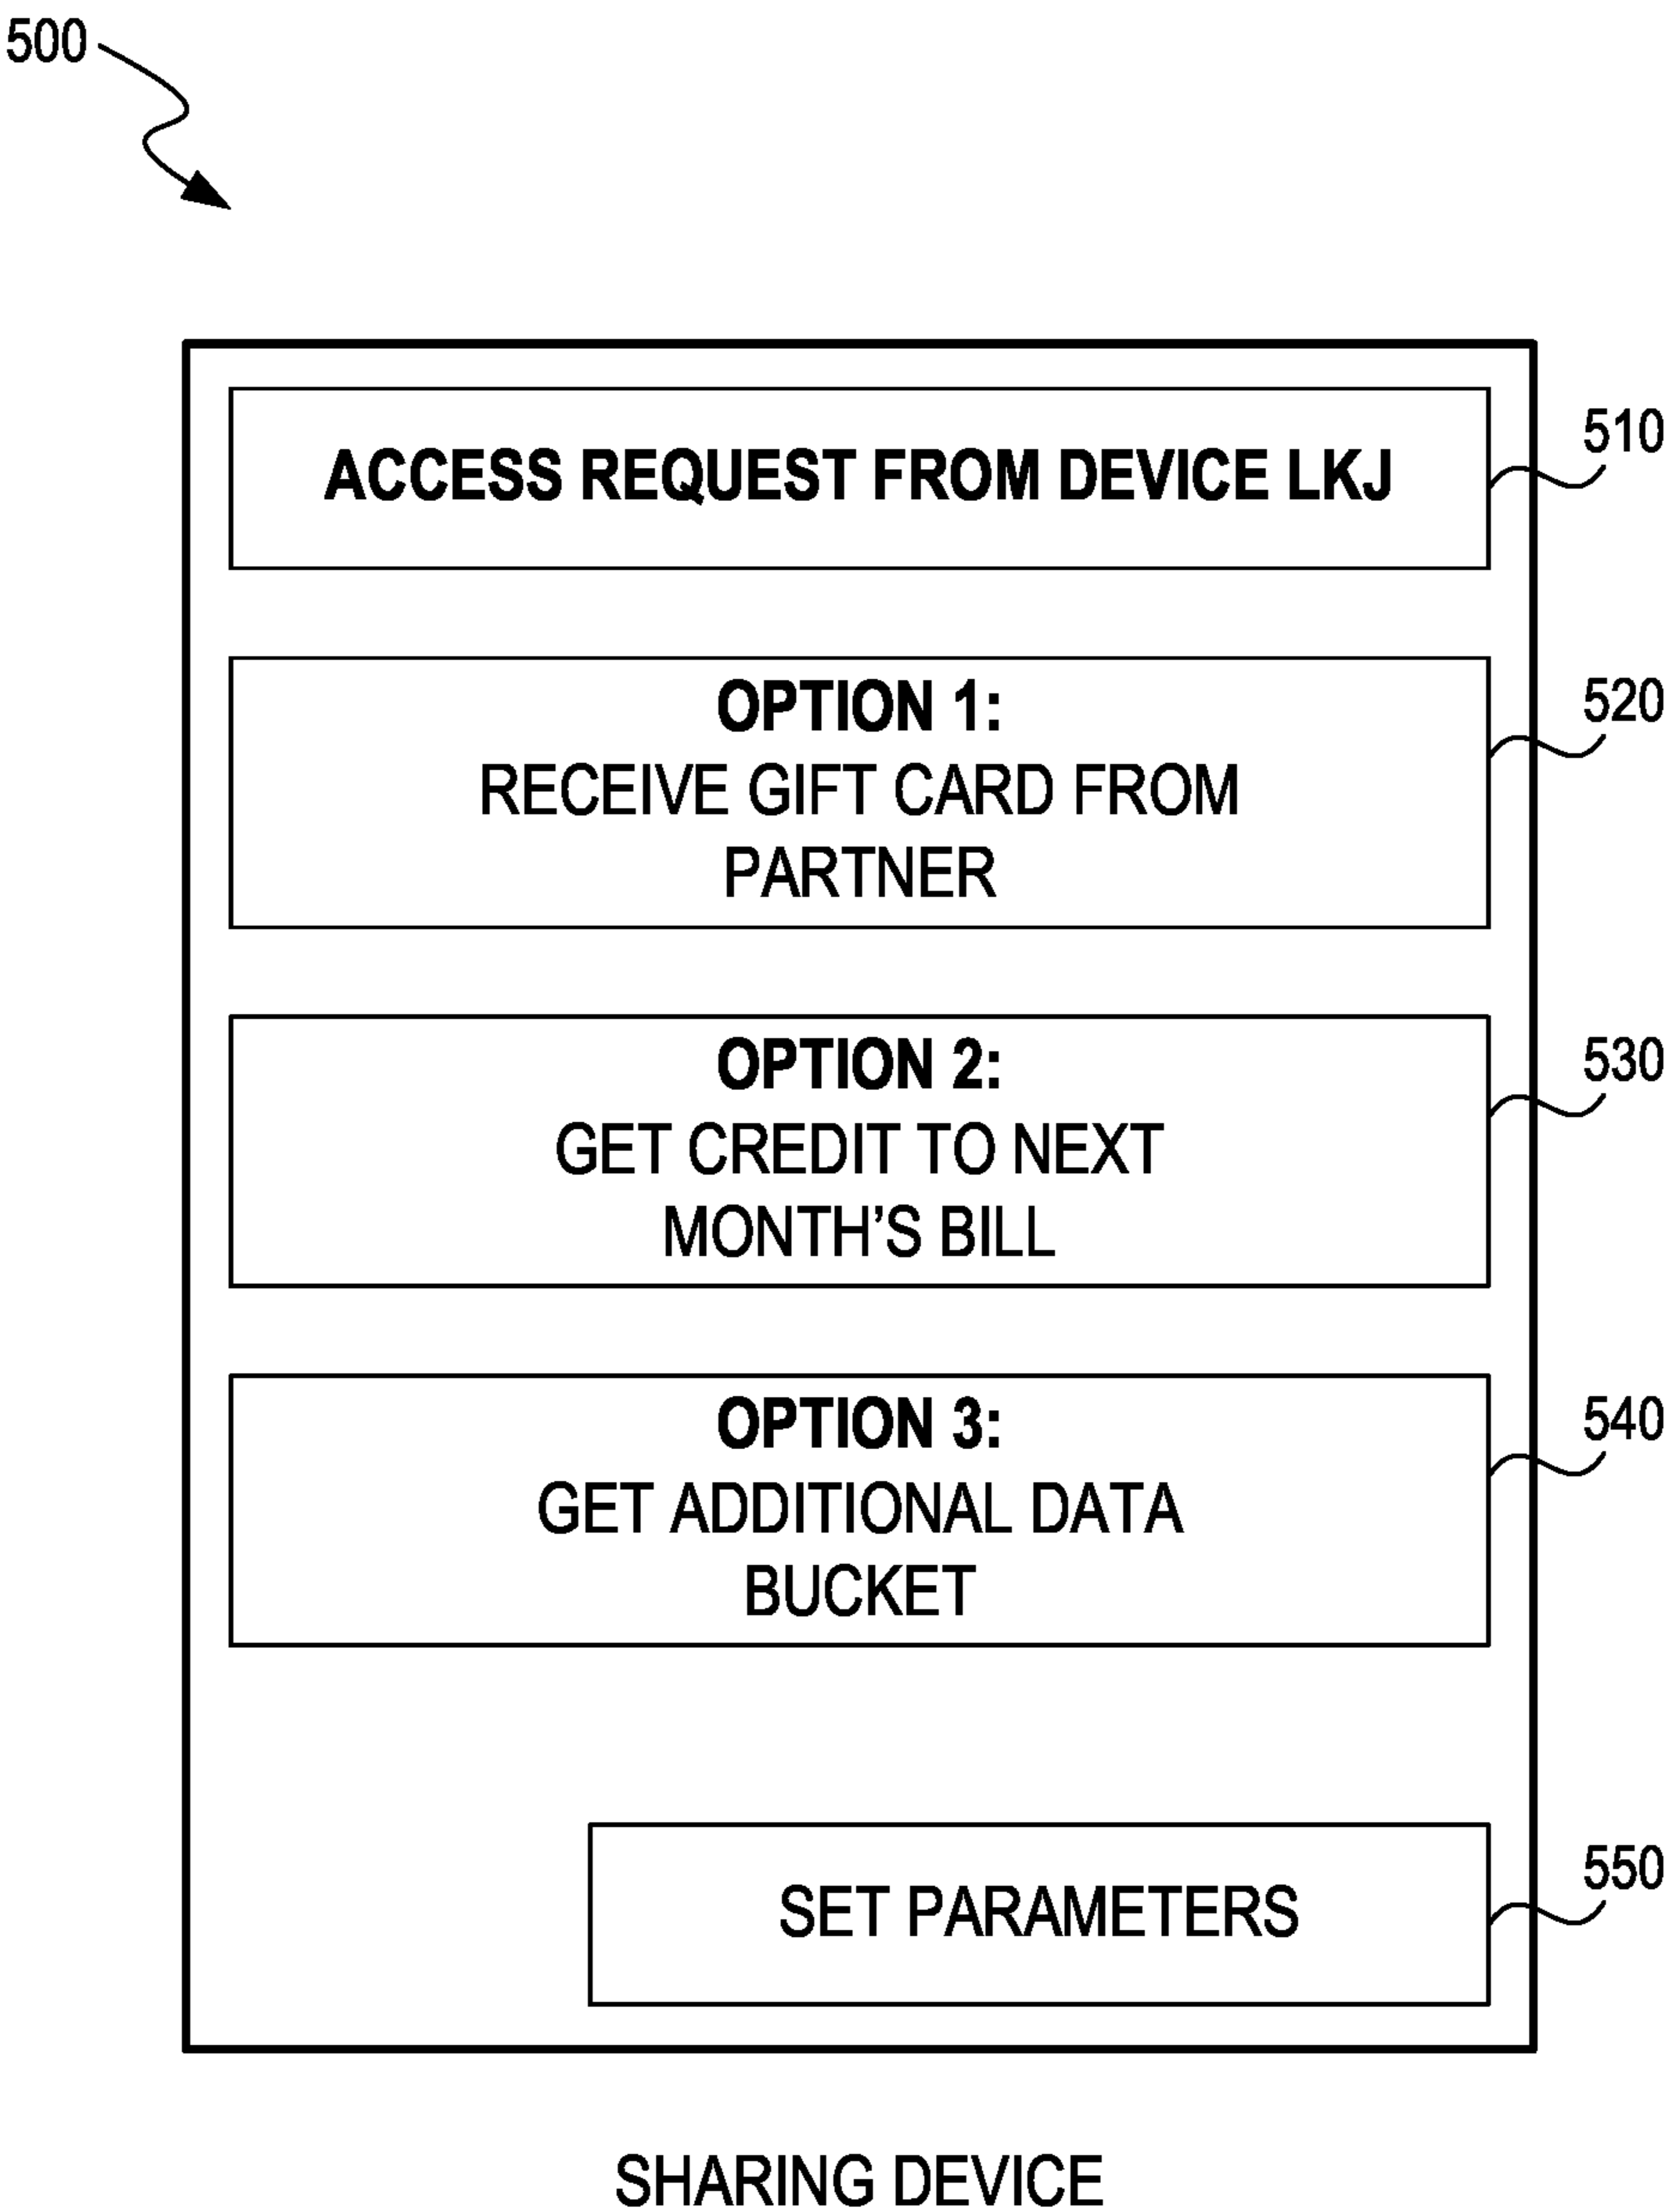 500
ACCESS REQUEST FROM DEVICE LKJ
510
OPTION 1:
RECEIVE GIFT CARD FROM
PARTNER
520
OPTION 2:
GET CREDIT TO NEXT
MONTH’S BILL
530
OPTION 3:
GET ADDITIONAL DATA
BUCKET
540
SET PARAMETERS
550
SHARING DEVICE